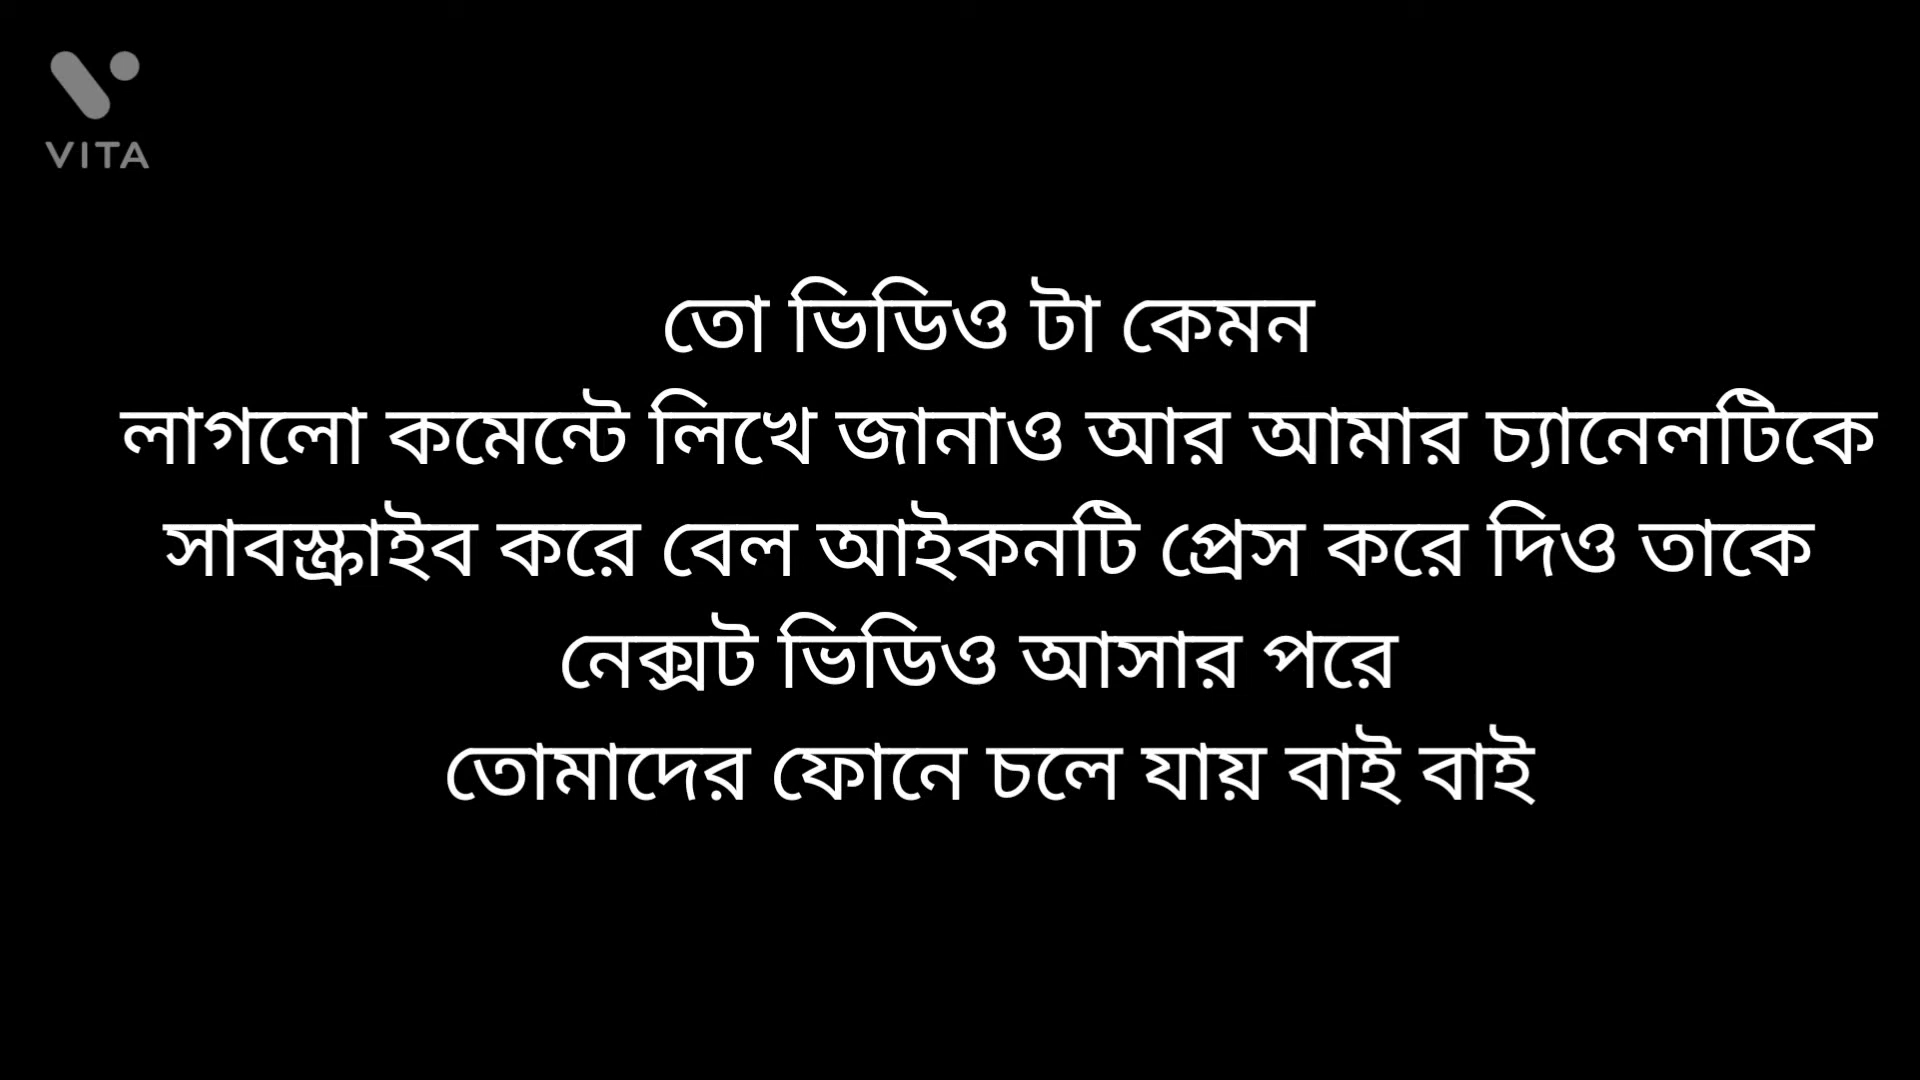 VITA
তো ভিডিও টা কেমন
লাগলো কমেন্টে লিখে জানাও আর আমার চ্যানেলটিকে
সাবস্ক্রাইব করে বেল আইকনটি প্রেস করে দিও তাকে
নেক্সট ভিডিও আসার পরে
তোমাদের ফোনে চলে যায় বাই বাই